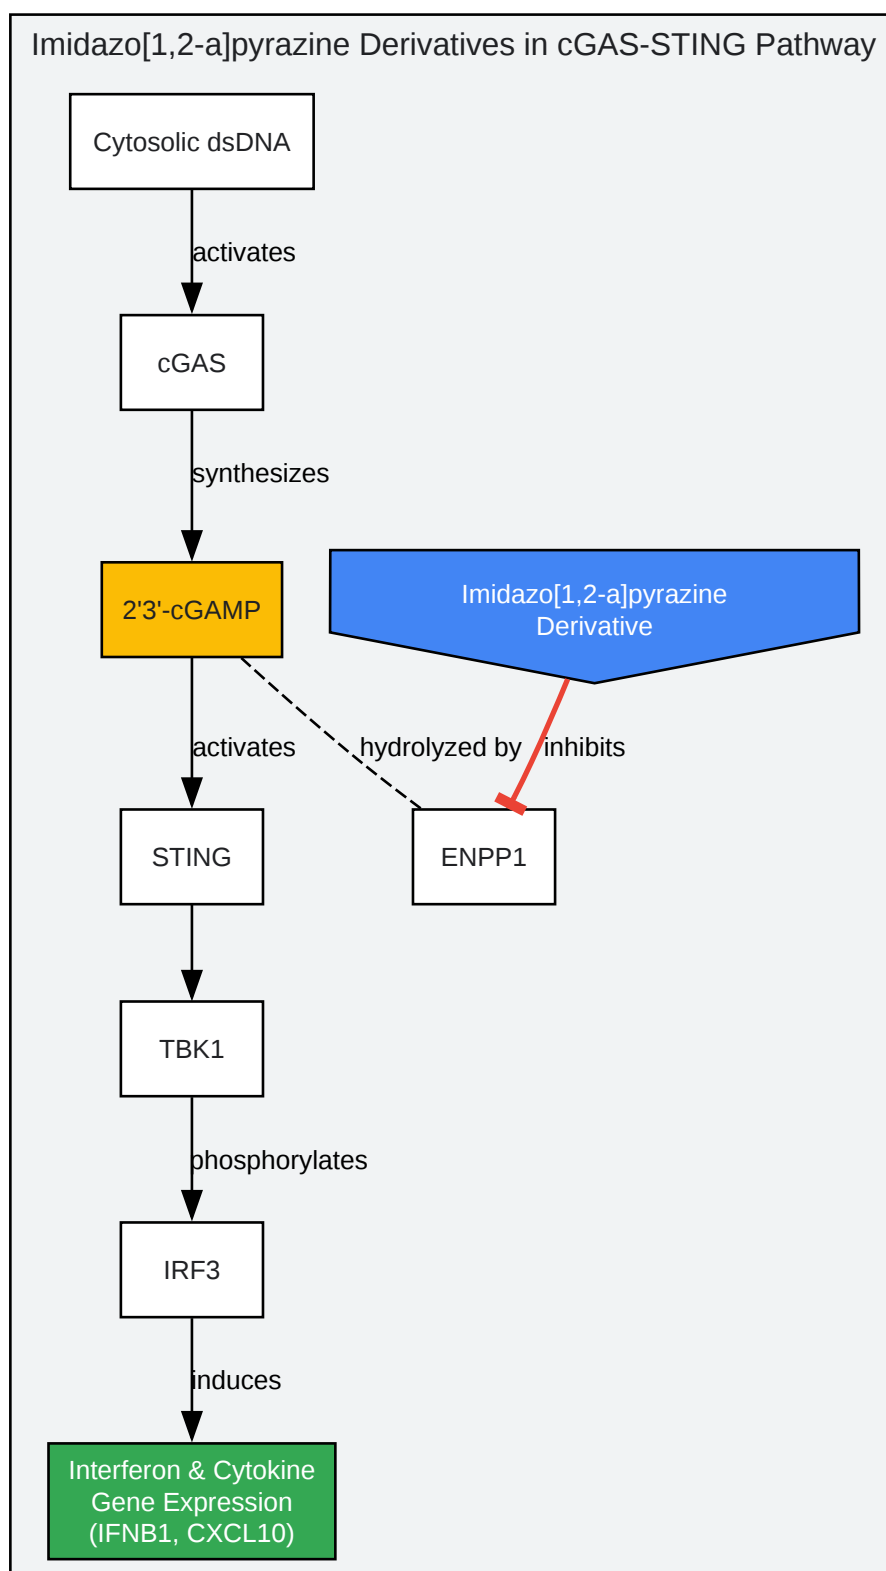 Imidazo[1,2-a]pyrazine Derivatives in cGAS-STING Pathway
Cytosolic dsDNA
activates
cGAS
synthesizes
2'3'-cGAMP
Imidazo[1,2-a]pyrazine
Derivative
activates
hydrolyzed by
inhibits
STING
ENPP1
TBK1
phosphorylates
IRF3
induces
Interferon & Cytokine
Gene Expression
(IFNB1, CXCL10)